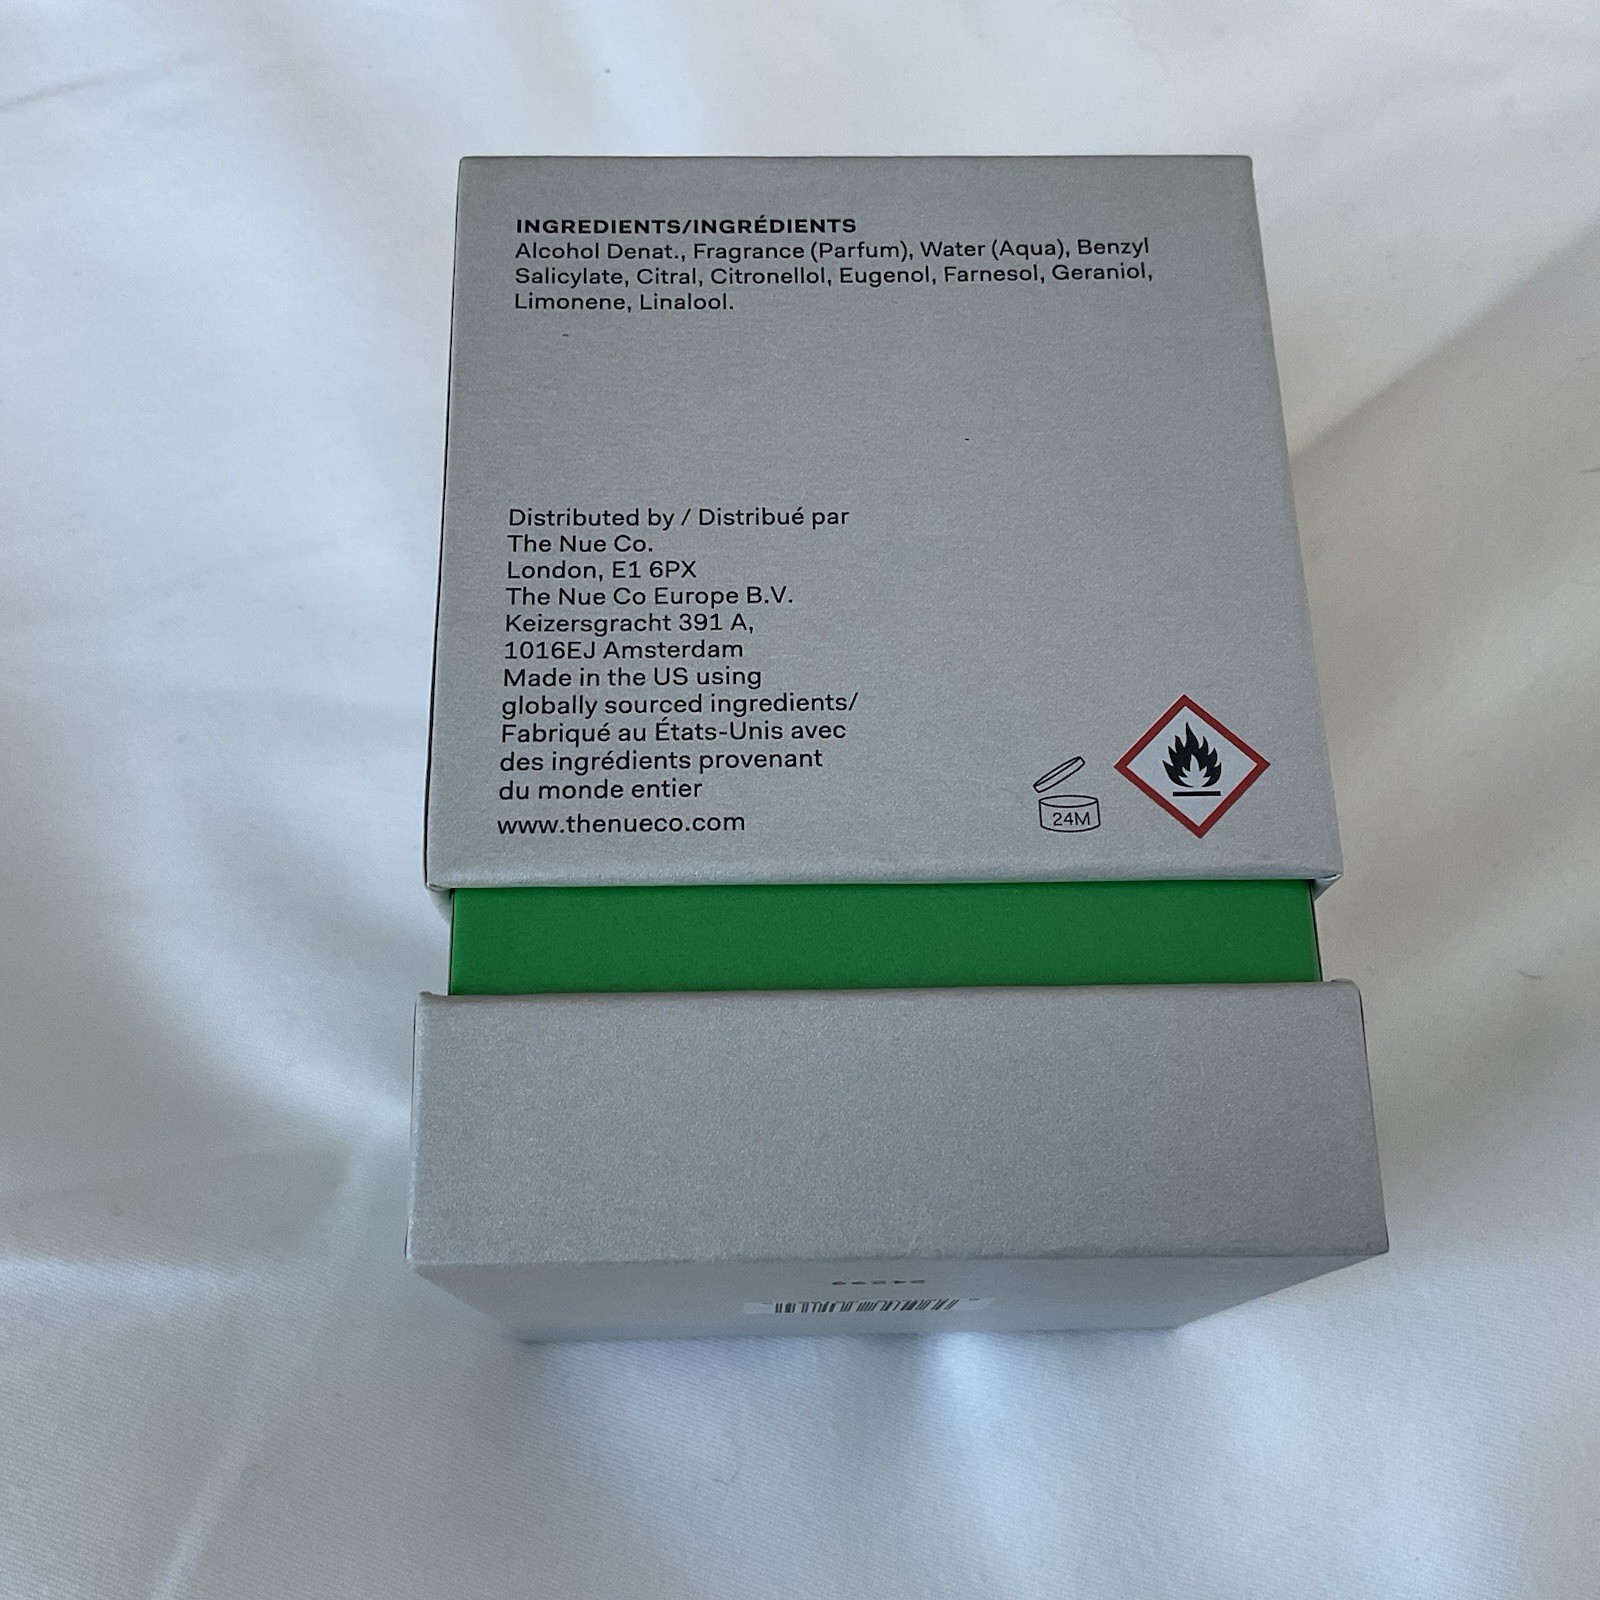 INGREDIENTS/INGRÉDIENTS
Alcohol Denat., Fragrance (Parfum), Water (Aqua), Benzyl
Salicylate, Citral, Citronellol, Eugenol, Farnesol, Geraniol,
Limonene, Linalool.
Distributed by / Distribué par
The Nue Co.
London, E1 6PX
The Nue Co Europe B.V.
Keizersgracht 391 A,
1016EJ Amsterdam
Made in the US using
globally sourced ingredients/
Fabriqué au États-Unis avec
des ingrédients provenant
du monde entier
www.thenueco.com
24M